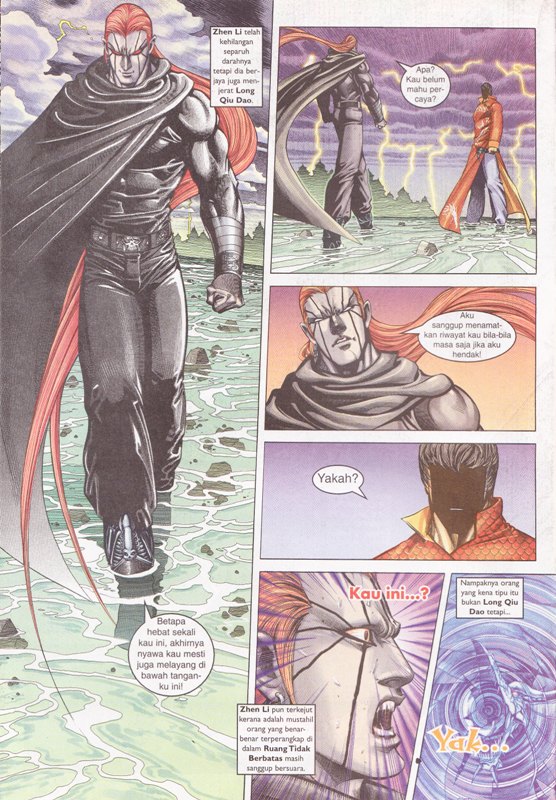 Zhen Li telah
kehilangan
separuh
darahnya
tetapi dia ber-
jaya juga men-
jerat Long
Qiu Dao.
Apa?
Kau belum
mahu per-
caya?
Aku
sanggup menamat-
kan riwayat kau bila-bila
masa saja jika aku
hendak!
Yakah?
Betapa
hebat sekali
kau ini, akhirnya
nyawa kau mesti
juga melayang di
bawah tangan-
ku ini!
Kau ini...?
Zhen Li pun terkejut
kerana adalah mustahil
orang yang benar-
benar terperangkap di
dalam Ruang Tidak
Berbatas masih
sanggup bersuara.
Nampaknya orang
yang kena tipu itu
bukan Long Qiu
Dao tetapi...
Yak...